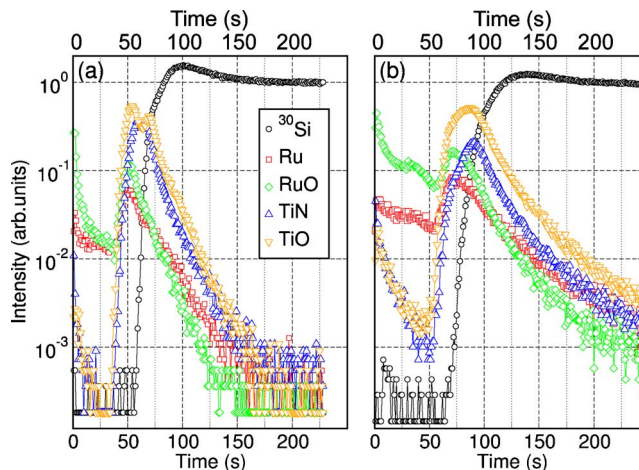 Time (s)
Time (s)
0 50 100 150 200
0 50 100 150 200
(a)
(b)
10^0
10^-1
10^-2
10^-3
Intensity (arb.units)
^30Si
Ru
RuO
TiN
TiO
0 50 100 150 200
0 50 100 150 200
Time (s)
Time (s)